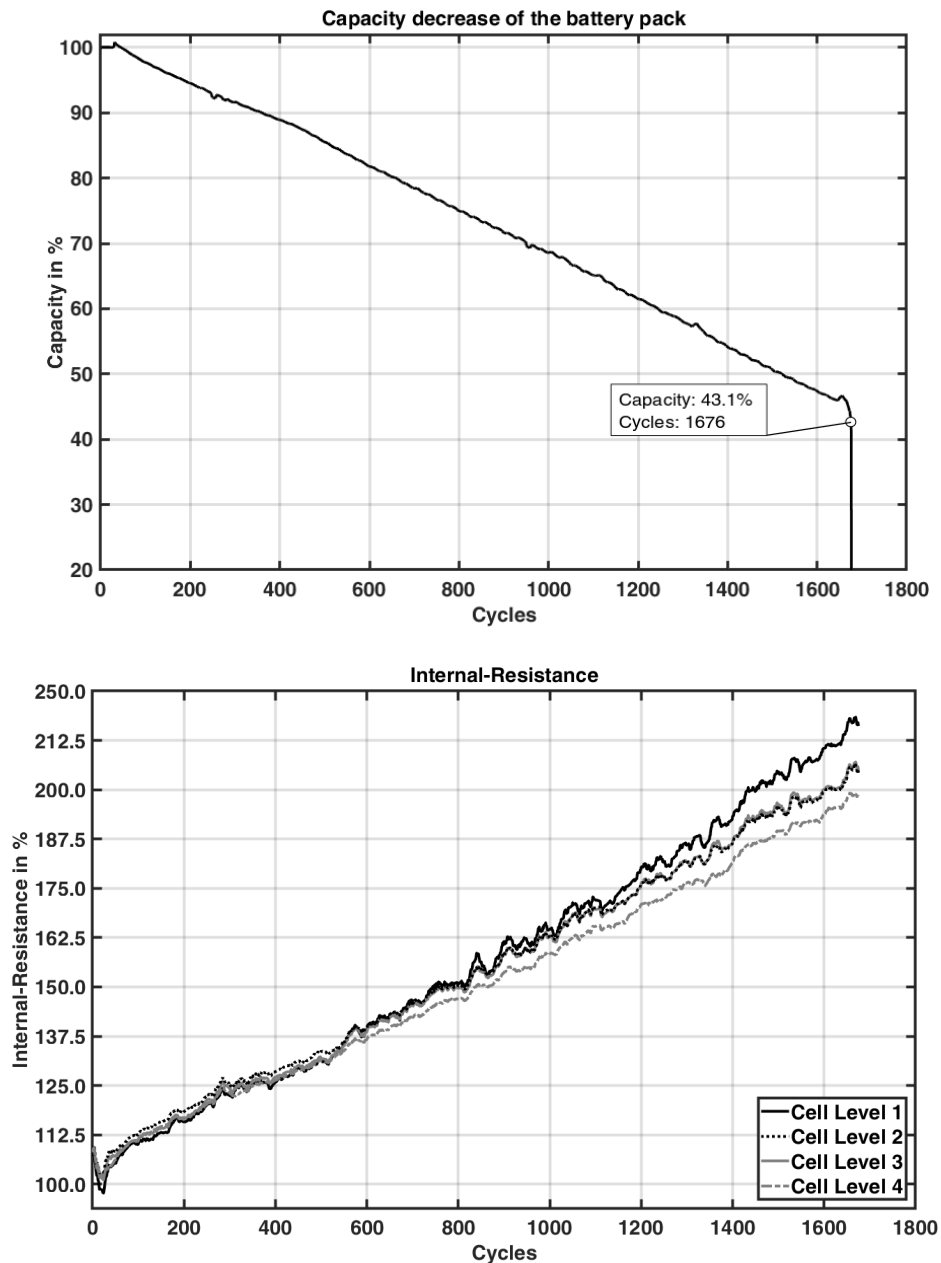 Capacity decrease of the battery pack
100
90
80
70
60
50
40
30
20
Capacity in %
Capacity: 43.1%
Cycles: 1676
0 200 400 600 800 1000 1200 1400 1600 1800
Cycles
Internal-Resistance
250.0
212.5
200.0
187.5
175.0
162.5
150.0
137.5
125.0
112.5
100.0
Internal-Resistance in %
Cell Level 1
Cell Level 2
Cell Level 3
Cell Level 4
0 200 400 600 800 1000 1200 1400 1600 1800
Cycles